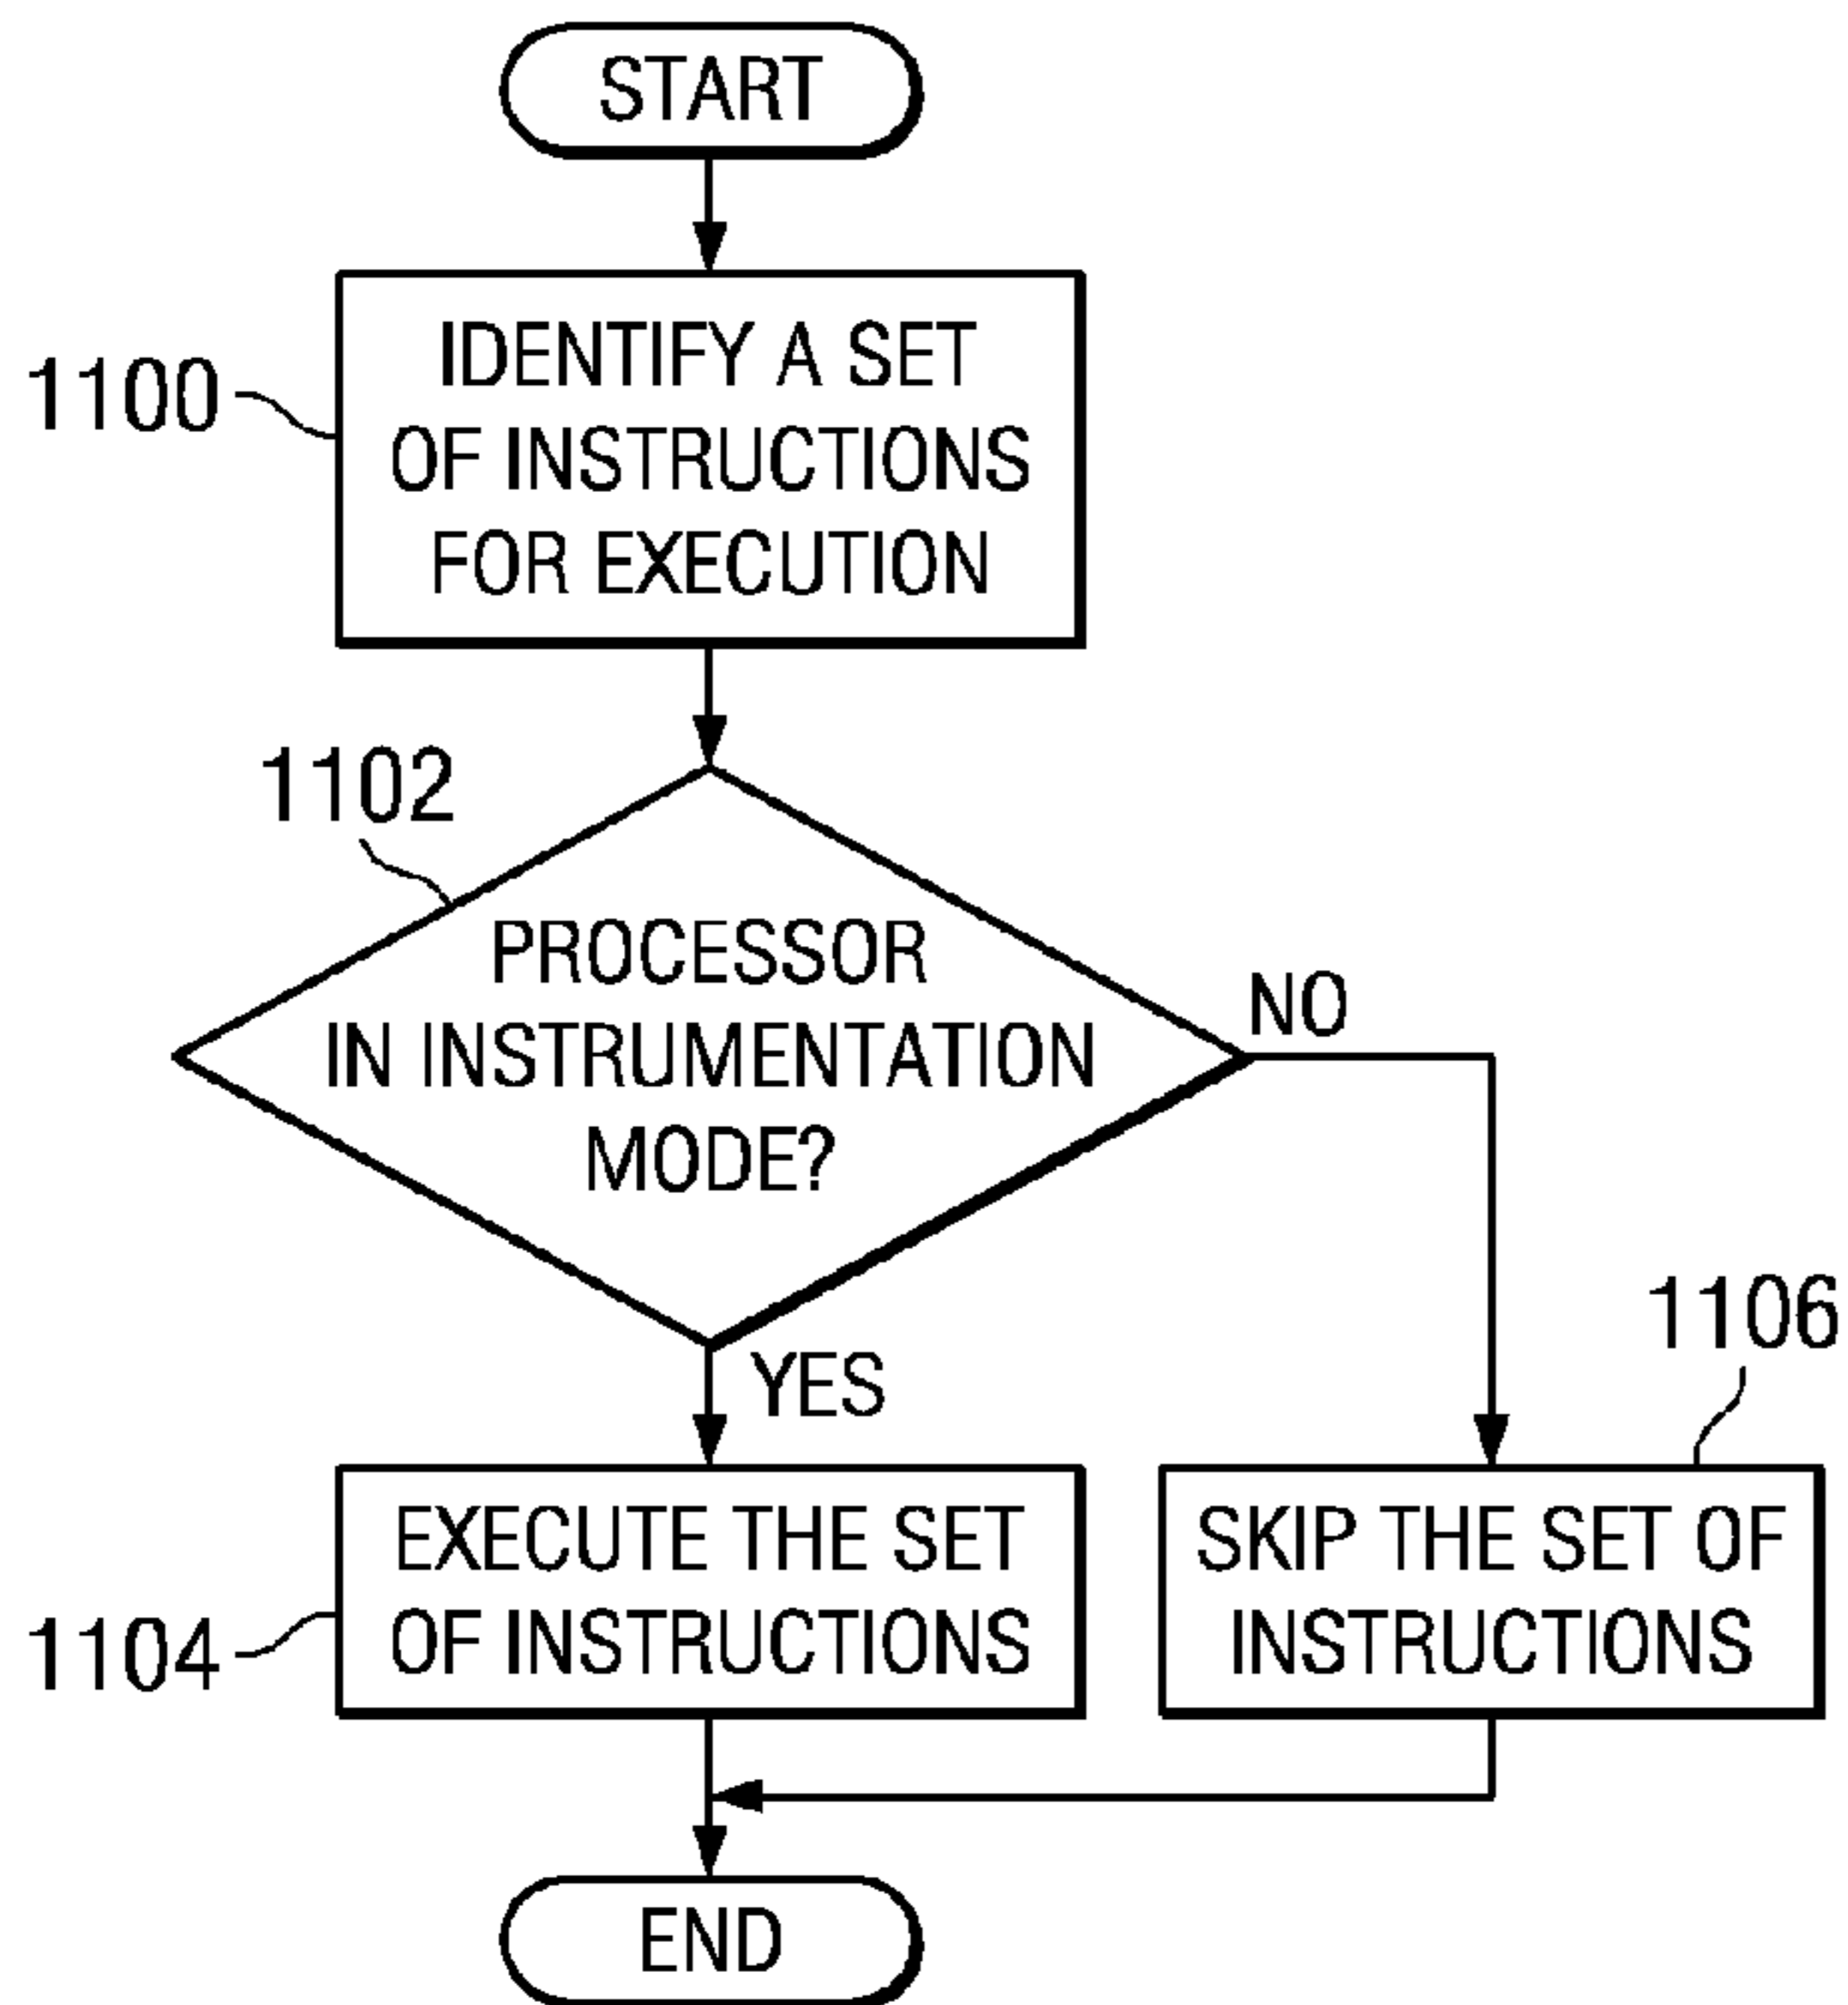 START
1100
IDENTIFY A SET
OF INSTRUCTIONS
FOR EXECUTION
1102
PROCESSOR
IN INSTRUMENTATION
MODE?
NO
YES
1106
EXECUTE THE SET
OF INSTRUCTIONS
1104
SKIP THE SET OF
INSTRUCTIONS
END